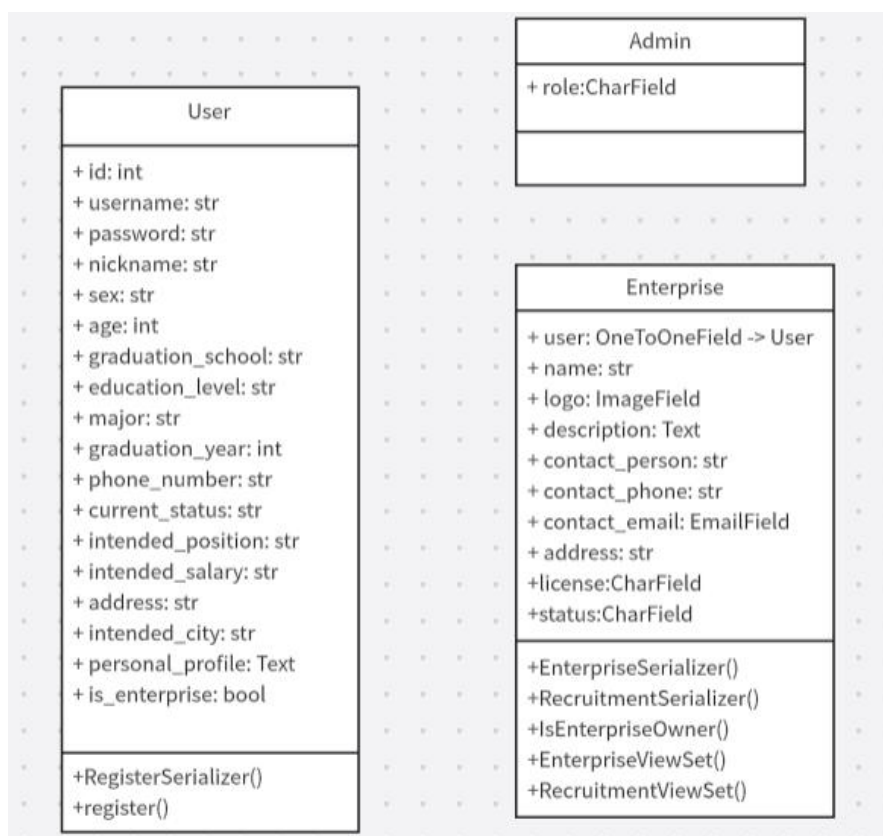 User
+ id: int
+ username: str
+ password: str
+ nickname: str
+ sex: str
+ age: int
+ graduation_school: str
+ education_level: str
+ major: str
+ graduation_year: int
+ phone_number: str
+ current_status: str
+ intended_position: str
+ intended_salary: str
+ address: str
+ intended_city: str
+ personal_profile: Text
+ is_enterprise: bool
+RegisterSerializer()
+register()
Admin
+ role:CharField
Enterprise
+ user: OneToOneField -> User
+ name: str
+ logo: ImageField
+ description: Text
+ contact_person: str
+ contact_phone: str
+ contact_email: EmailField
+ address: str
+license:CharField
+status:CharField
+EnterpriseSerializer()
+RecruitmentSerializer()
+IsEnterpriseOwner()
+EnterpriseViewSet()
+RecruitmentViewSet()